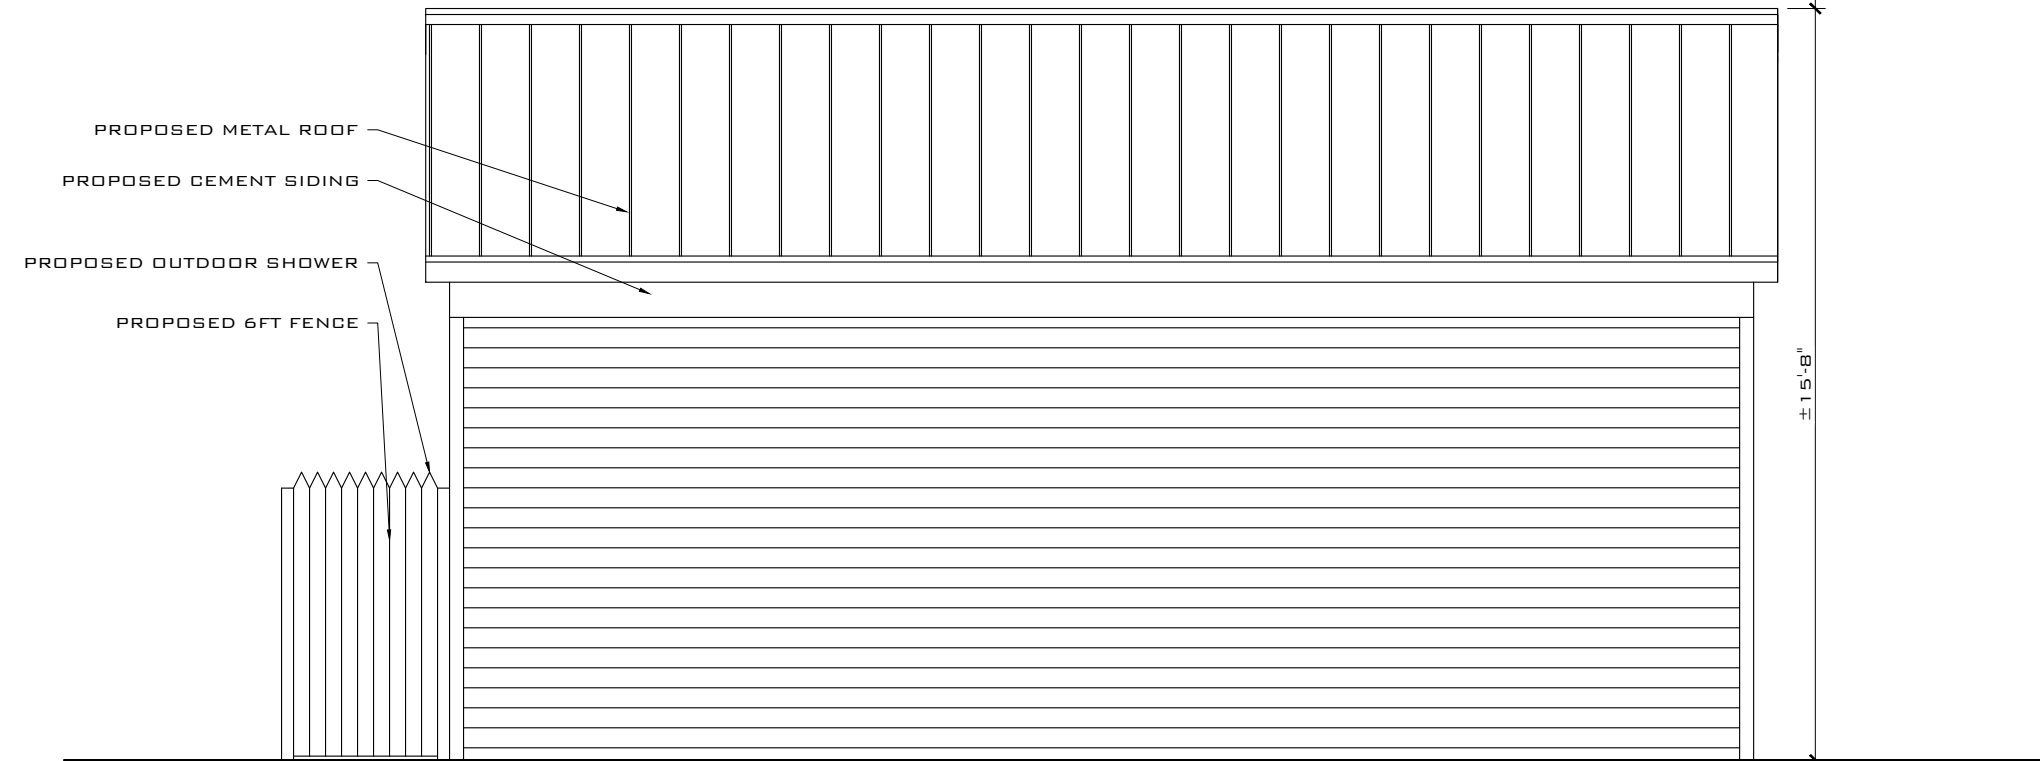 PROPOSED METAL ROOF
PROPOSED CEMENT SIDING
PROPOSED OUTDOOR SHOWER
PROPOSED 6FT FENCE
±15'-8"